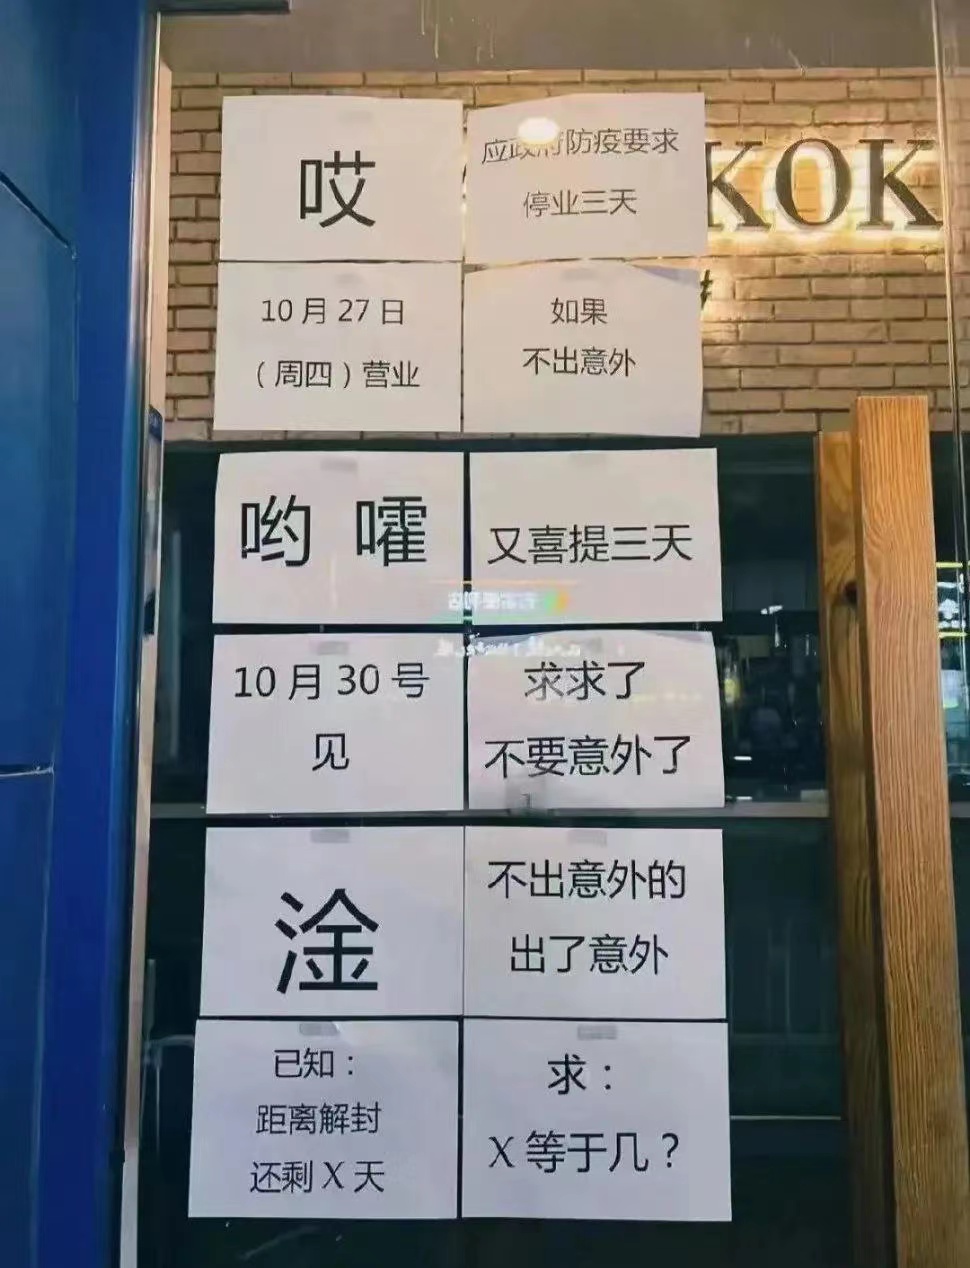 哎
应政府防疫要求
停业三天
KOK
10月27日
（周四）营业
如果
不出意外
哟 嚯
又喜提三天
10月30号
见
求求了
不要意外了
淦
不出意外的
出了意外
已知：
距离解封
还剩X天
求：
X等于几？